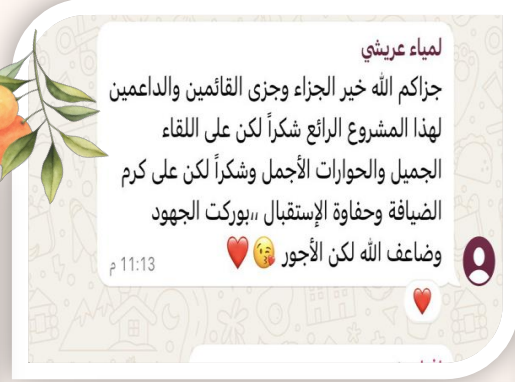 لمياء عريشي
جزاكم الله خير الجزاء وجزى القائمين والداعمين
لهذا المشروع الرائع شكراً لكن على اللقاء
الجميل والحوارات الأجمل وشكراً لكن على كرم
الضيافة وحفاوة الإستقبال ،،بوركت الجهود
وضاعف الله لكن الأجور 😘 ❤️
11:13 م
❤️